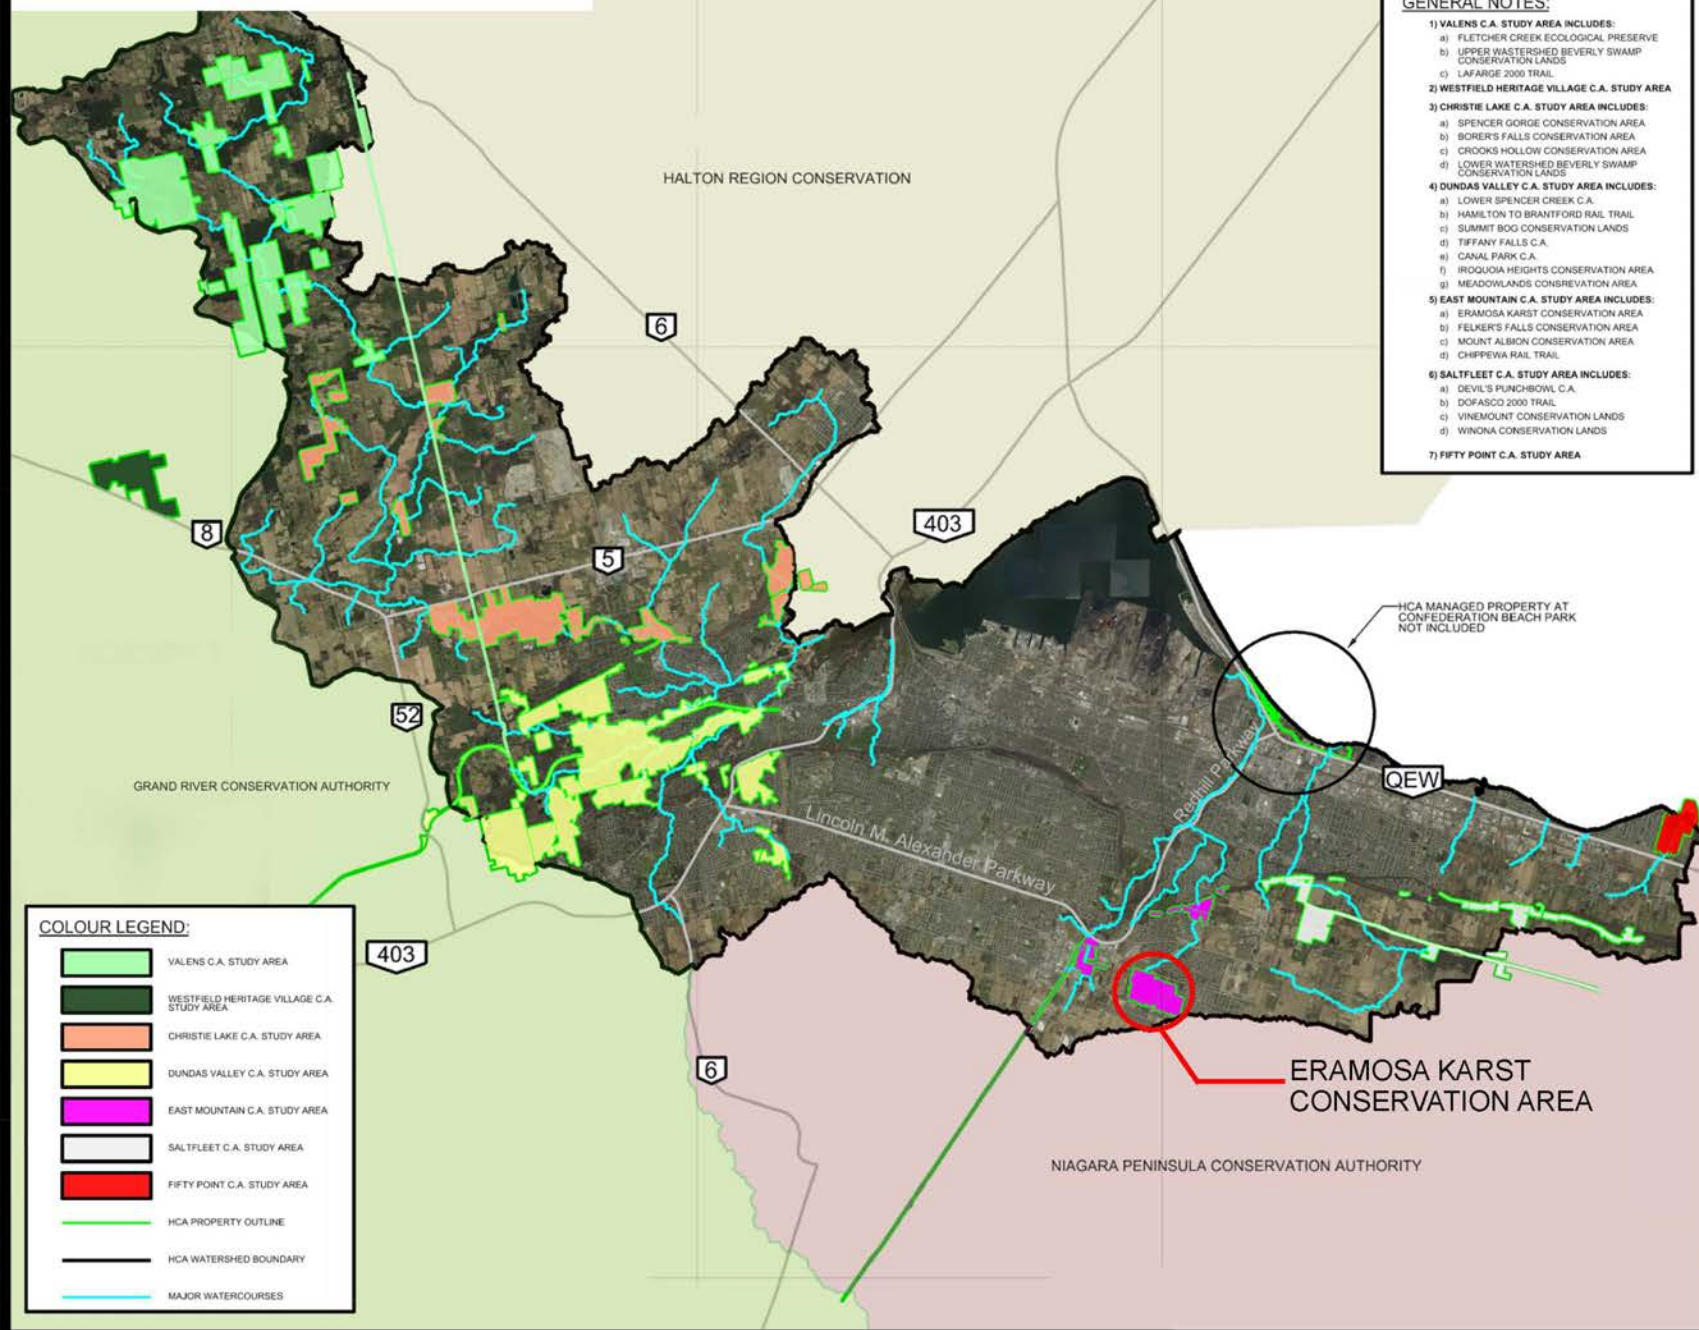 GENERAL NOTES:
1) VALENS C.A. STUDY AREA INCLUDES:
a) FLETCHER CREEK ECOLOGICAL PRESERVE
b) UPPER WASTERSHED BEVERLY SWAMP
CONSERVATION LANDS
c) LAFARGE 2000 TRAIL
2) WESTFIELD HERITAGE VILLAGE C.A. STUDY AREA
3) CHRISTIE LAKE C.A. STUDY AREA INCLUDES:
a) SPENCER GORGE CONSERVATION AREA
b) BORER'S FALLS CONSERVATION AREA
c) CROOKS HOLLOW CONSERVATION AREA
d) LOWER WATERSHED BEVERLY SWAMP
CONSERVATION LANDS
4) DUNDAS VALLEY C.A. STUDY AREA INCLUDES:
a) LOWER SPENCER CREEK C.A.
b) HAMILTON TO BRANTFORD RAIL TRAIL
c) SUMMIT BOG CONSERVATION LANDS
d) TIFFANY FALLS C.A.
e) CANAL PARK C.A.
f) IROQUOIA HEIGHTS CONSERVATION AREA
g) MEADOWLANDS CONSREVATION AREA
5) EAST MOUNTAIN C.A. STUDY AREA INCLUDES:
a) ERAMOSA KARST CONSERVATION AREA
b) FELKER'S FALLS CONSERVATION AREA
c) MOUNT ALBION CONSERVATION AREA
d) CHIPPEWA RAIL TRAIL
6) SALTFLEET C.A. STUDY AREA INCLUDES:
a) DEVIL'S PUNCHBOWL C.A.
b) DOFASCO 2000 TRAIL
c) VINEMOUNT CONSERVATION LANDS
d) WINONA CONSERVATION LANDS
7) FIFTY POINT C.A. STUDY AREA
HALTON REGION CONSERVATION
6
403
8
5
HCA MANAGED PROPERTY AT
CONFEDERATION BEACH PARK
NOT INCLUDED
52
GRAND RIVER CONSERVATION AUTHORITY
Redhill Parkway
QEW
Lincoln M. Alexander Parkway
403
6
ERAMOSA KARST
CONSERVATION AREA
NIAGARA PENINSULA CONSERVATION AUTHORITY
COLOUR LEGEND:
VALENS C.A. STUDY AREA
WESTFIELD HERITAGE VILLAGE C.A.
STUDY AREA
CHRISTIE LAKE C.A. STUDY AREA
DUNDAS VALLEY C.A. STUDY AREA
EAST MOUNTAIN C.A. STUDY AREA
SALTFLEET C.A. STUDY AREA
FIFTY POINT C.A. STUDY AREA
HCA PROPERTY OUTLINE
HCA WATERSHED BOUNDARY
MAJOR WATERCOURSES